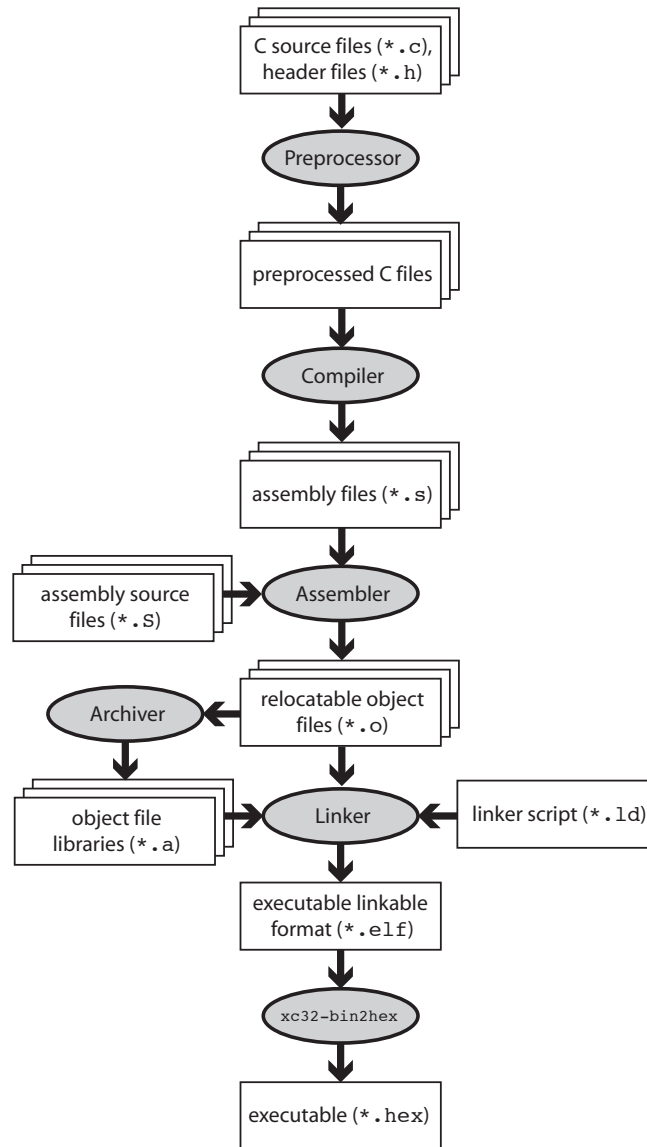 C source files (*.c),
header files (*.h)
Preprocessor
preprocessed C files
Compiler
assembly files (*.s)
assembly source
files (*.S)
Assembler
relocatable object
files (*.o)
Archiver
object file
libraries (*.a)
Linker
linker script (*.ld)
executable linkable
format (*.elf)
xc32-bin2hex
executable (*.hex)